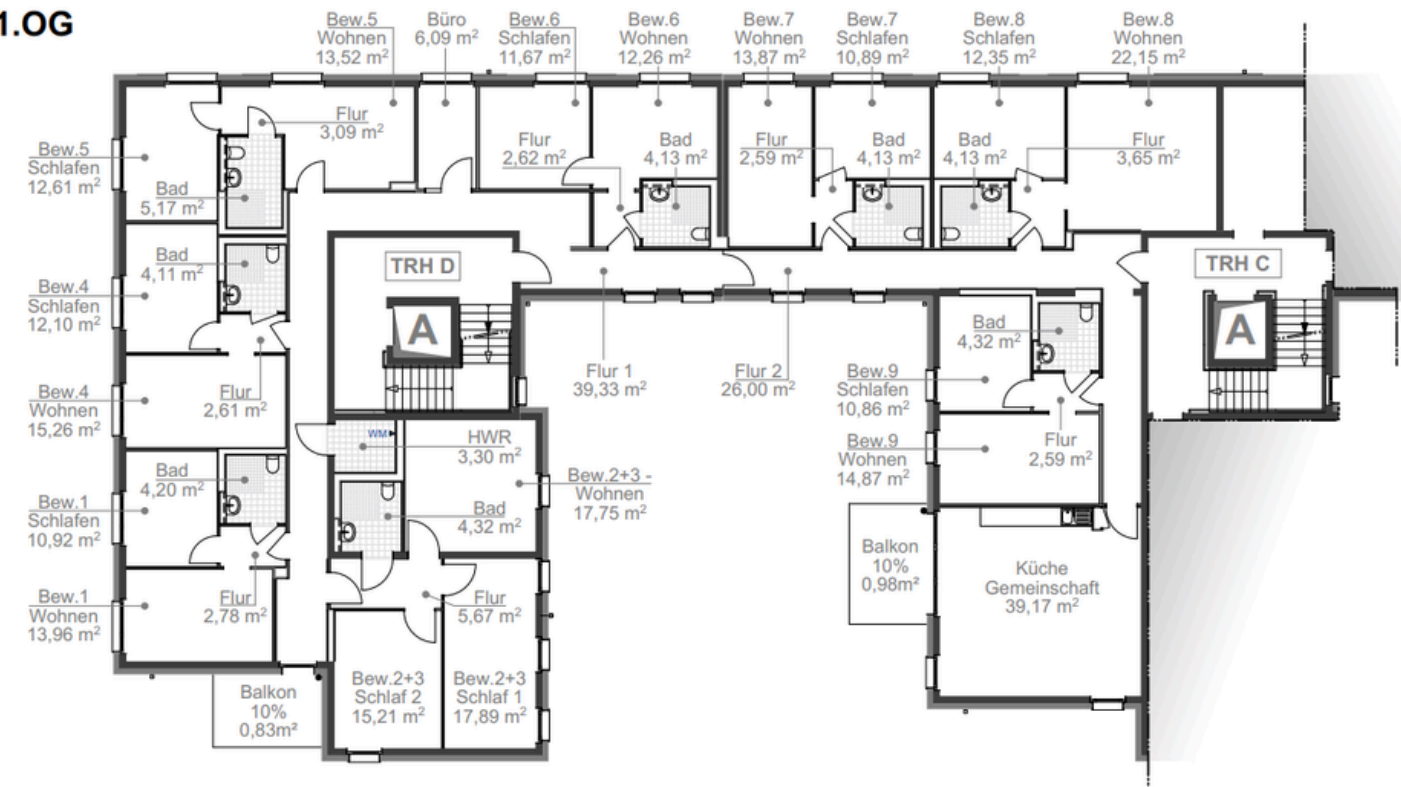 1.OG
Bew.5
Wohnen
13,52 m²
Büro
6,09 m²
Bew.6
Schlafen
11,67 m²
Bew.6
Wohnen
12,26 m²
Bew.7
Wohnen
13,87 m²
Bew.7
Schlafen
10,89 m²
Bew.8
Schlafen
12,35 m²
Bew.8
Wohnen
22,15 m²
Flur
3,09 m²
Flur
2,62 m²
Bad
4,13 m²
Flur
2,59 m²
Bad
4,13 m²
Bad
4,13 m²
Flur
3,65 m²
Bew.5
Schlafen
12,61 m²
Bad
5,17 m²
Bad
4,11 m²
Bew.4
Schlafen
12,10 m²
TRH D
A
TRH C
A
Bad
4,32 m²
Flur 1
39,33 m²
Flur 2
26,00 m²
Bew.9
Schlafen
10,86 m²
Bew.4
Wohnen
15,26 m²
Flur
2,61 m²
WM
HWR
3,30 m²
Bew.9
Wohnen
14,87 m²
Flur
2,59 m²
Bad
4,20 m²
Bew.1
Schlafen
10,92 m²
Bew.2+3 -
Wohnen
17,75 m²
Bad
4,32 m²
Balkon
10%
0,98m²
Küche
Gemeinschaft
39,17 m²
Bew.1
Wohnen
13,96 m²
Flur
2,78 m²
Flur
5,67 m²
Balkon
10%
0,83m²
Bew.2+3
Schlaf 2
15,21 m²
Bew.2+3
Schlaf 1
17,89 m²